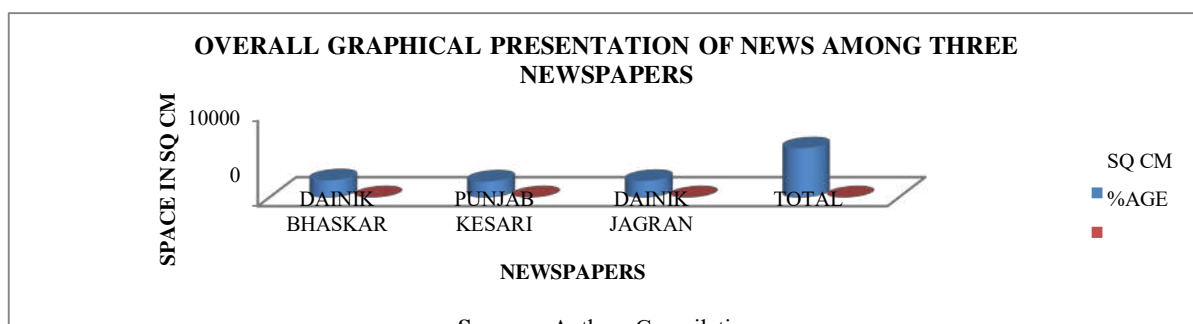 OVERALL GRAPHICAL PRESENTATION OF NEWS AMONG THREE
NEWSPAPERS
SPACE IN SQ CM
10000
0
DAINIK BHASKAR
PUNJAB KESARI
DAINIK JAGRAN
TOTAL
NEWSPAPERS
SQ CM
%AGE